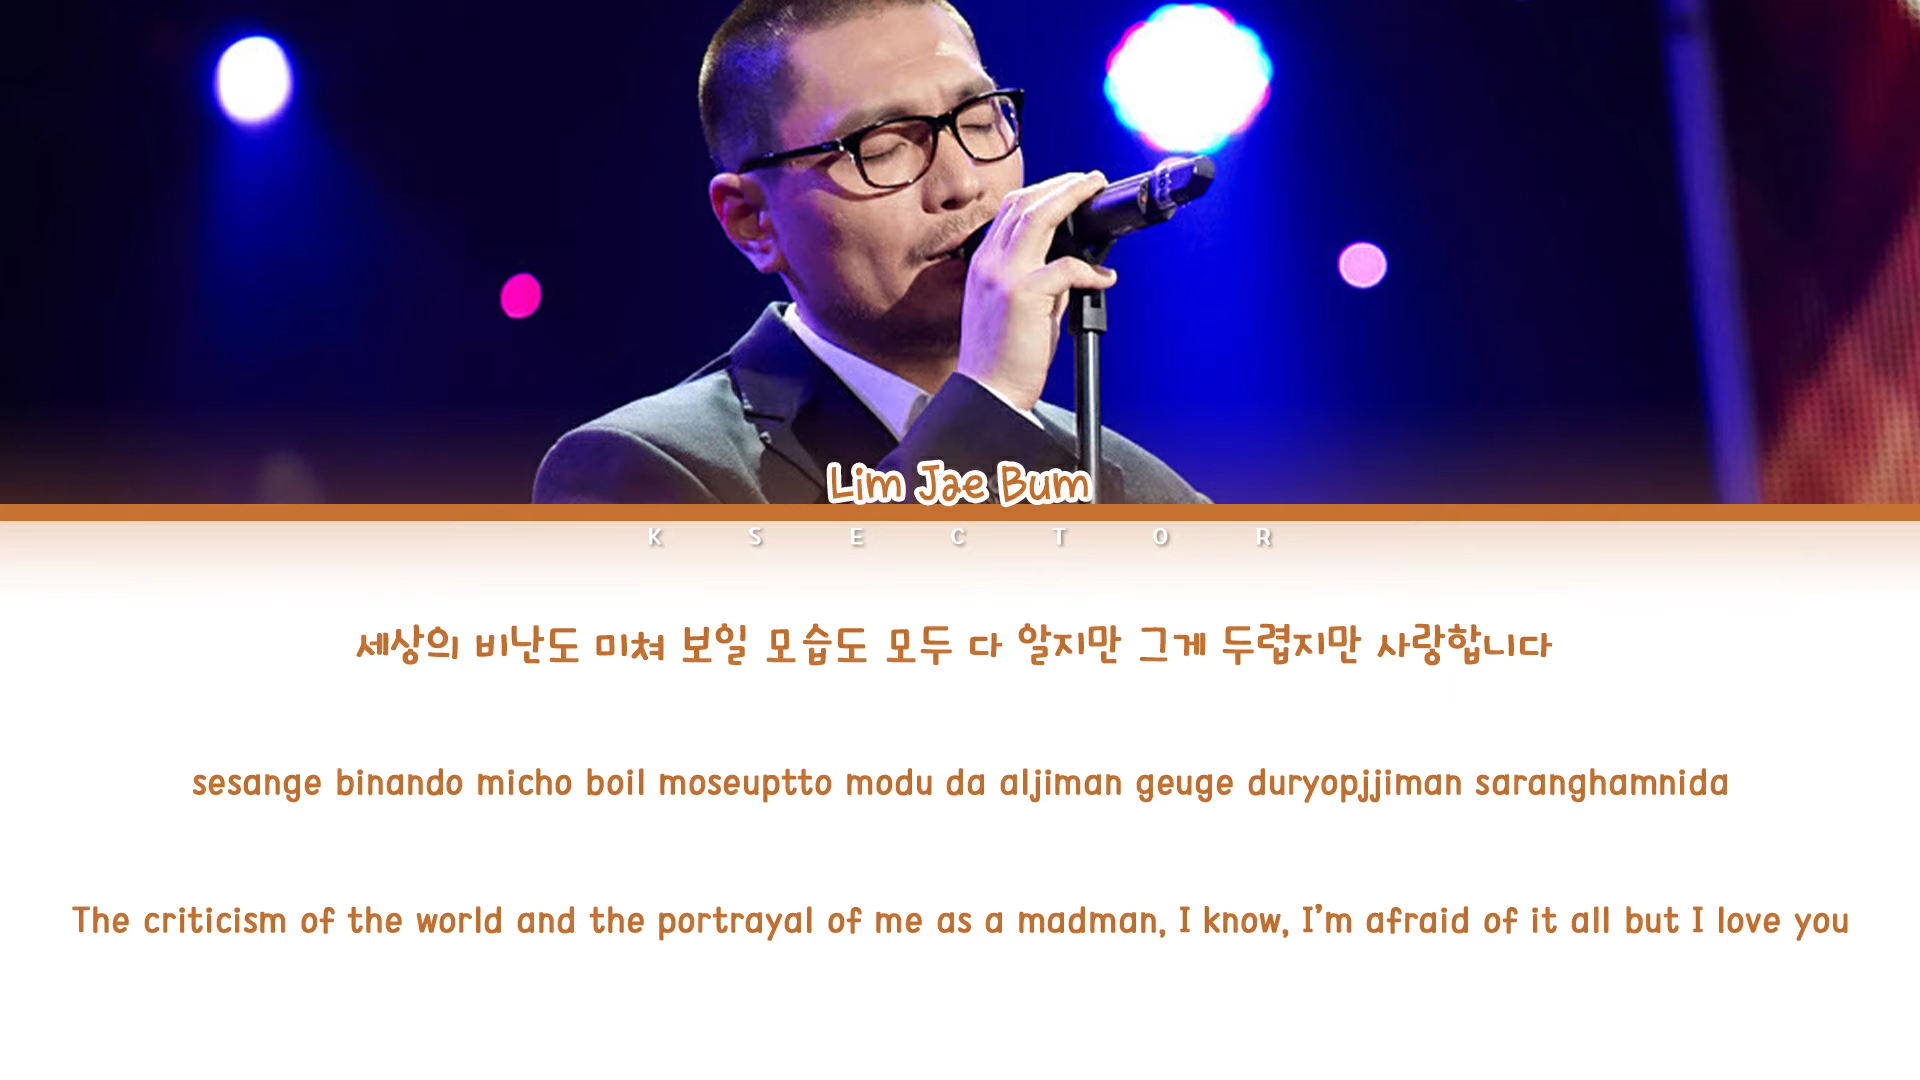 Lim Jae Bum
K S E C T O R
세상의 비난도 미쳐 보일 모습도 모두 다 알지만 그게 두렵지만 사랑합니다
sesange binando micho boil moseuptto modu da aljiman geuge duryopjjiman saranghamnida
The criticism of the world and the portrayal of me as a madman, I know, I'm afraid of it all but I love you